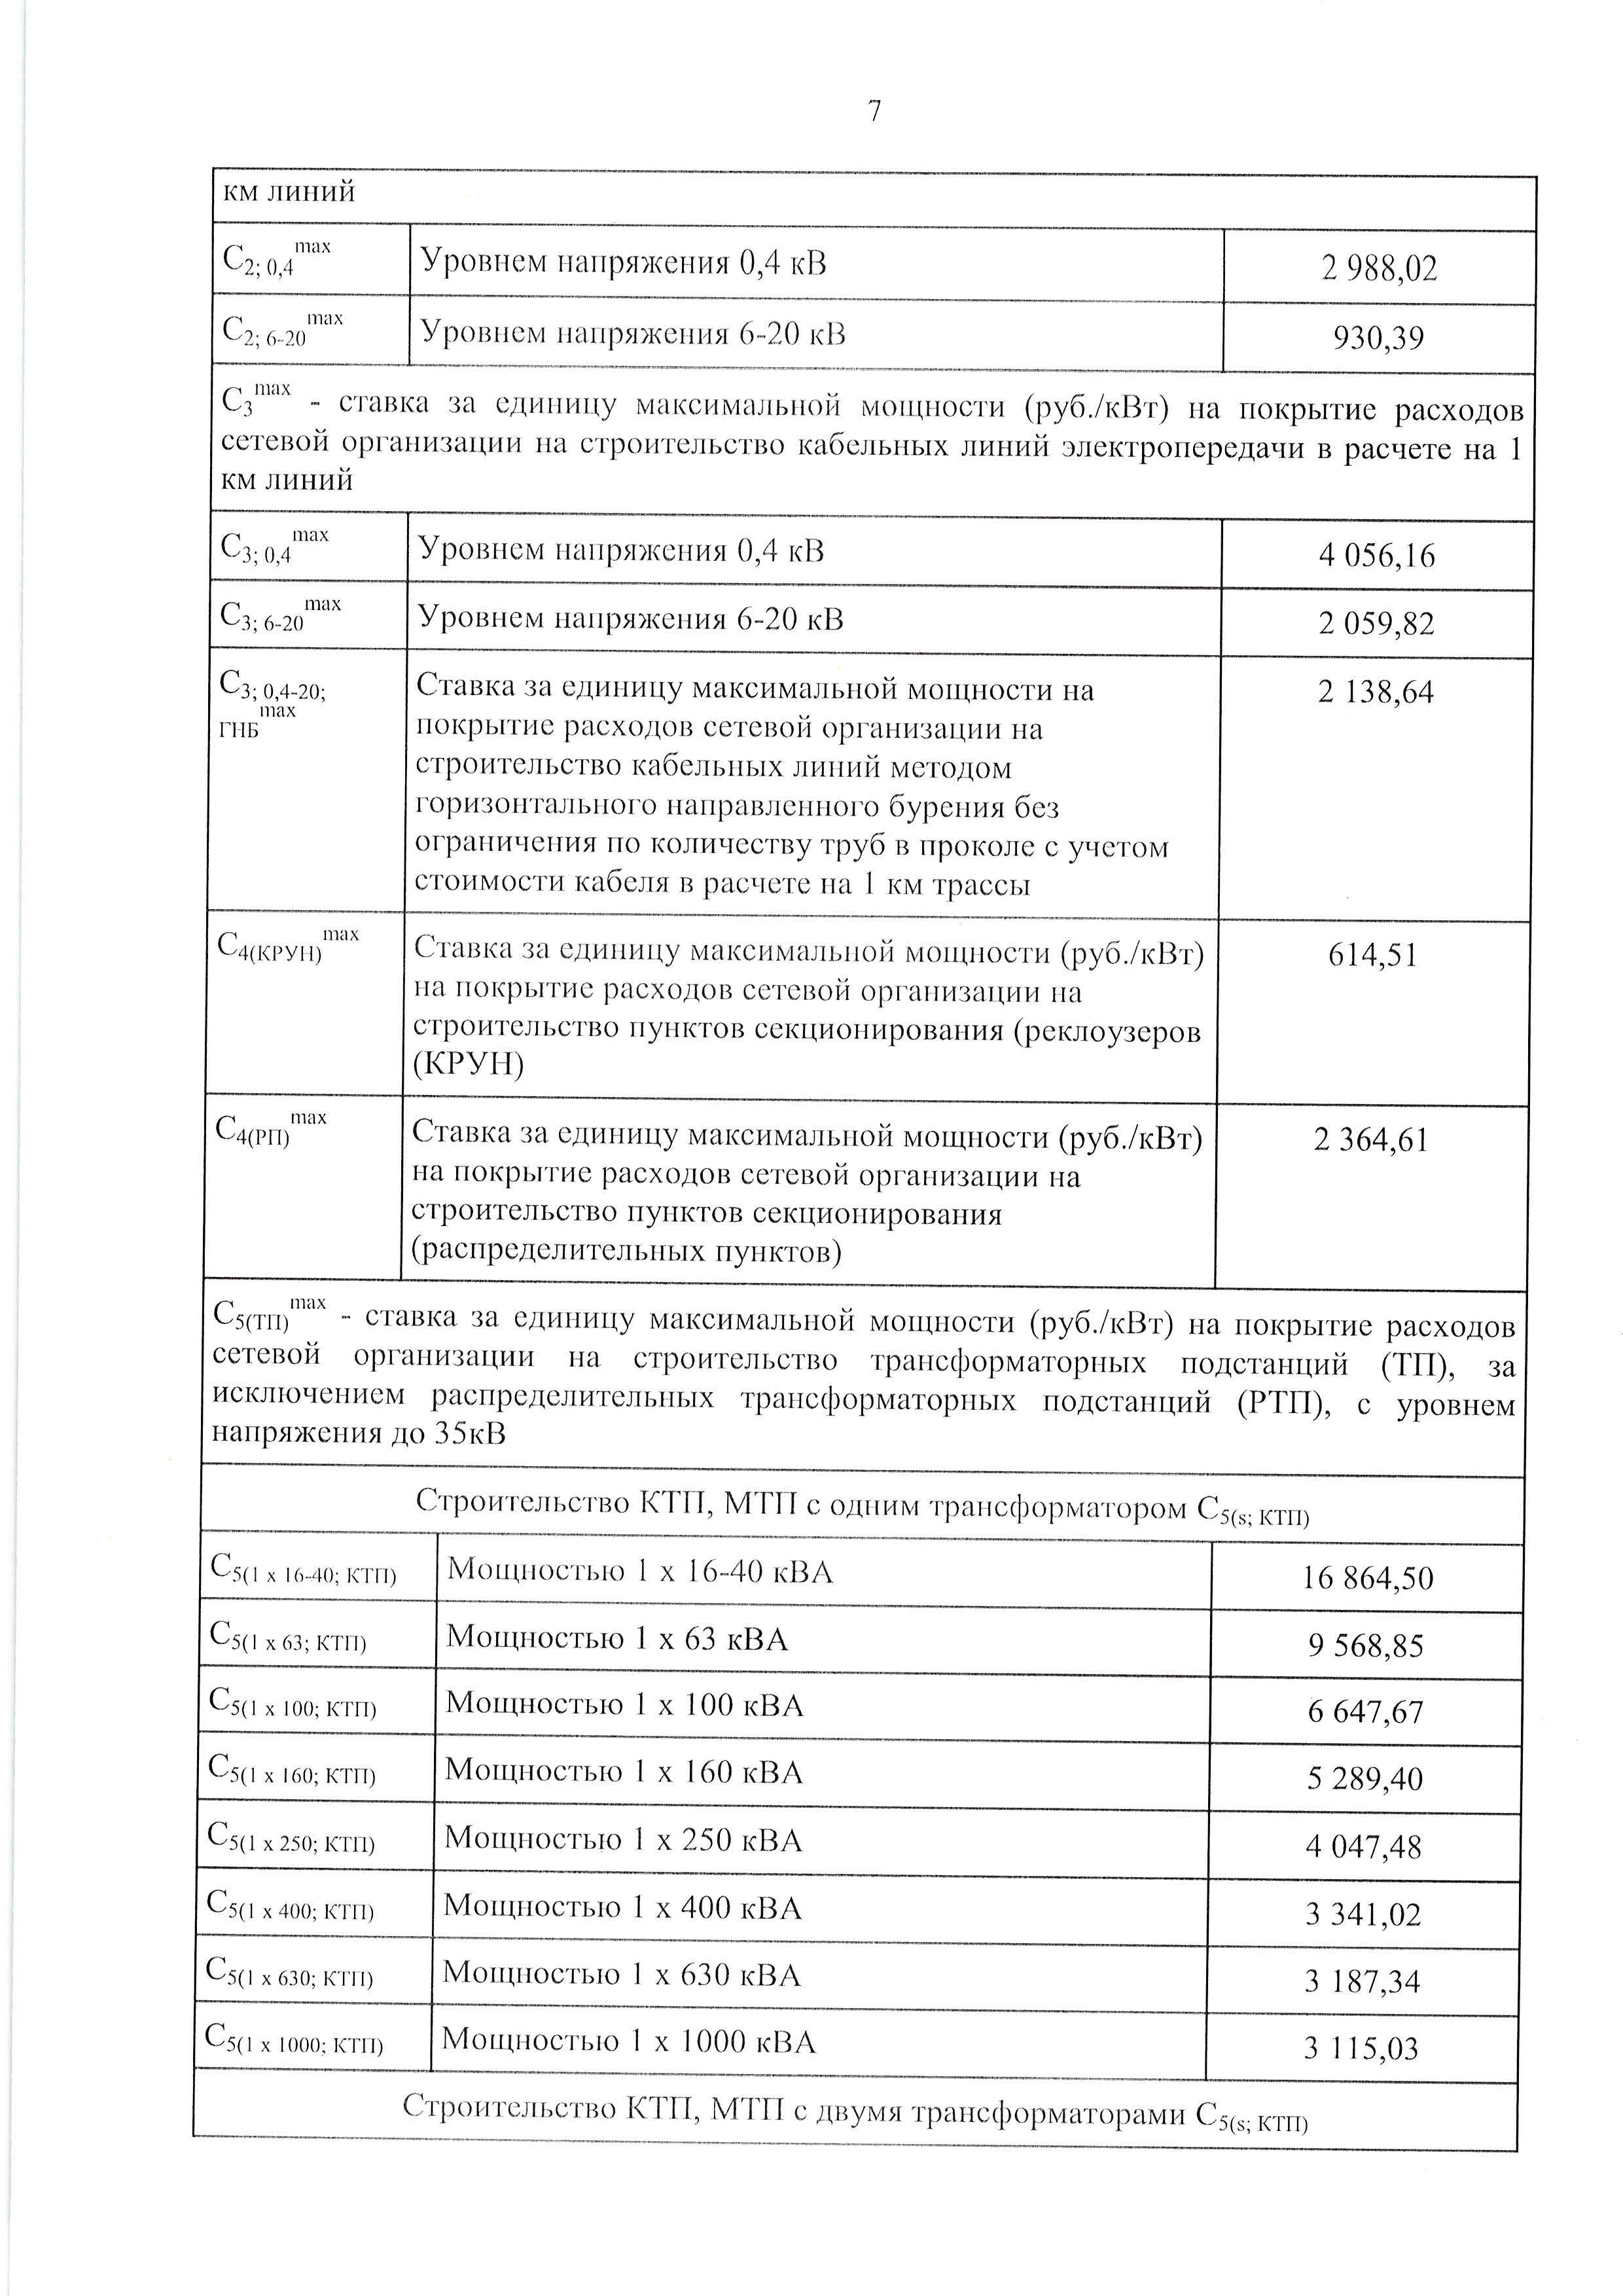 7
км линий
C2; 0,4 max Уровнем напряжения 0,4 кВ 2 988,02
C2; 6-20 max Уровнем напряжения 6-20 кВ 930,39
C3 max - ставка за единицу максимальной мощности (руб./кВт) на покрытие расходов
сетевой организации на строительство кабельных линий электропередачи в расчете на 1
км линий
C3; 0,4 max Уровнем напряжения 0,4 кВ 4 056,16
C3; 6-20 max Уровнем напряжения 6-20 кВ 2 059,82
C3; 0,4-20;
ГНБ max
Ставка за единицу максимальной мощности на
покрытие расходов сетевой организации на
строительство кабельных линий методом
горизонтального направленного бурения без
ограничения по количеству труб в проколе с учетом
стоимости кабеля в расчете на 1 км трассы
2 138,64
C4(КРУН) max
Ставка за единицу максимальной мощности (руб./кВт)
на покрытие расходов сетевой организации на
строительство пунктов секционирования (реклоузеров
(КРУН)
614,51
C4(РП) max
Ставка за единицу максимальной мощности (руб./кВт)
на покрытие расходов сетевой организации на
строительство пунктов секционирования
(распределительных пунктов)
2 364,61
C5(ТП) max - ставка за единицу максимальной мощности (руб./кВт) на покрытие расходов
сетевой организации на строительство трансформаторных подстанций (ТП), за
исключением распределительных трансформаторных подстанций (РТП), с уровнем
напряжения до 35кВ
Строительство КТП, МТП с одним трансформатором C5(s; КТП)
C5(1 х 16-40; КТП) Мощностью 1 х 16-40 кВА 16 864,50
C5(1 х 63; КТП) Мощностью 1 х 63 кВА 9 568,85
C5(1 х 100; КТП) Мощностью 1 х 100 кВА 6 647,67
C5(1 х 160; КТП) Мощностью 1 х 160 кВА 5 289,40
C5(1 х 250; КТП) Мощностью 1 х 250 кВА 4 047,48
C5(1 х 400; КТП) Мощностью 1 х 400 кВА 3 341,02
C5(1 х 630; КТП) Мощностью 1 х 630 кВА 3 187,34
C5(1 х 1000; КТП) Мощностью 1 х 1000 кВА 3 115,03
Строительство КТП, МТП с двумя трансформаторами C5(s; КТП)